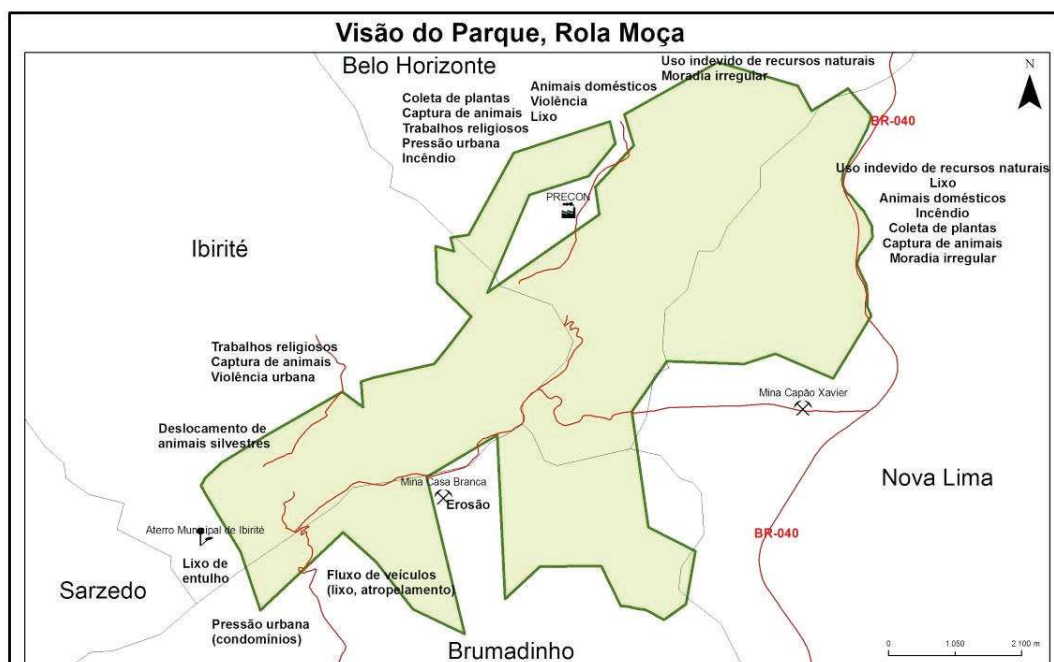 Visão do Parque, Rola Moça
Belo Horizonte
Uso indevido de recursos naturais
Moradia irregular
N
Animais domésticos
Violência
Lixo
Coleta de plantas
Captura de animais
Trabalhos religiosos
Pressão urbana
Incêndio
BR-040
Uso indevido de recursos naturais
Lixo
Animais domésticos
Incêndio
Coleta de plantas
Captura de animais
Moradia irregular
PRECON
Ibirité
Trabalhos religiosos
Captura de animais
Violência urbana
Mina Capão Xavier
Deslocamento de
animais silvestres
Nova Lima
Mina Casa Branca
Erosão
Aterro Municipal de Ibirité
BR-040
Lixo de
entulho
Fluxo de veículos
(lixo, atropelamento)
Sarzedo
Pressão urbana
(condomínios)
Brumadinho
0 1.050 2.100 m